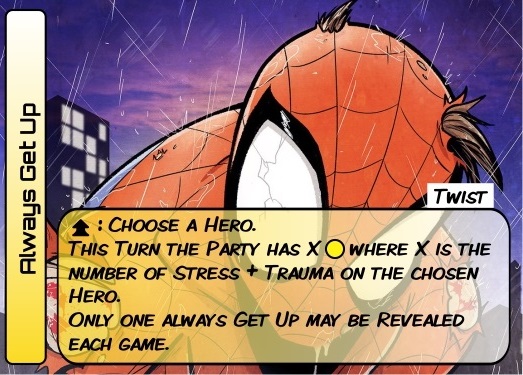 Always Get Up
Twist
: Choose a Hero.
This Turn the Party has X where X is the
number of Stress + Trauma on the chosen
Hero.
Only one always Get Up may be Revealed
each game.